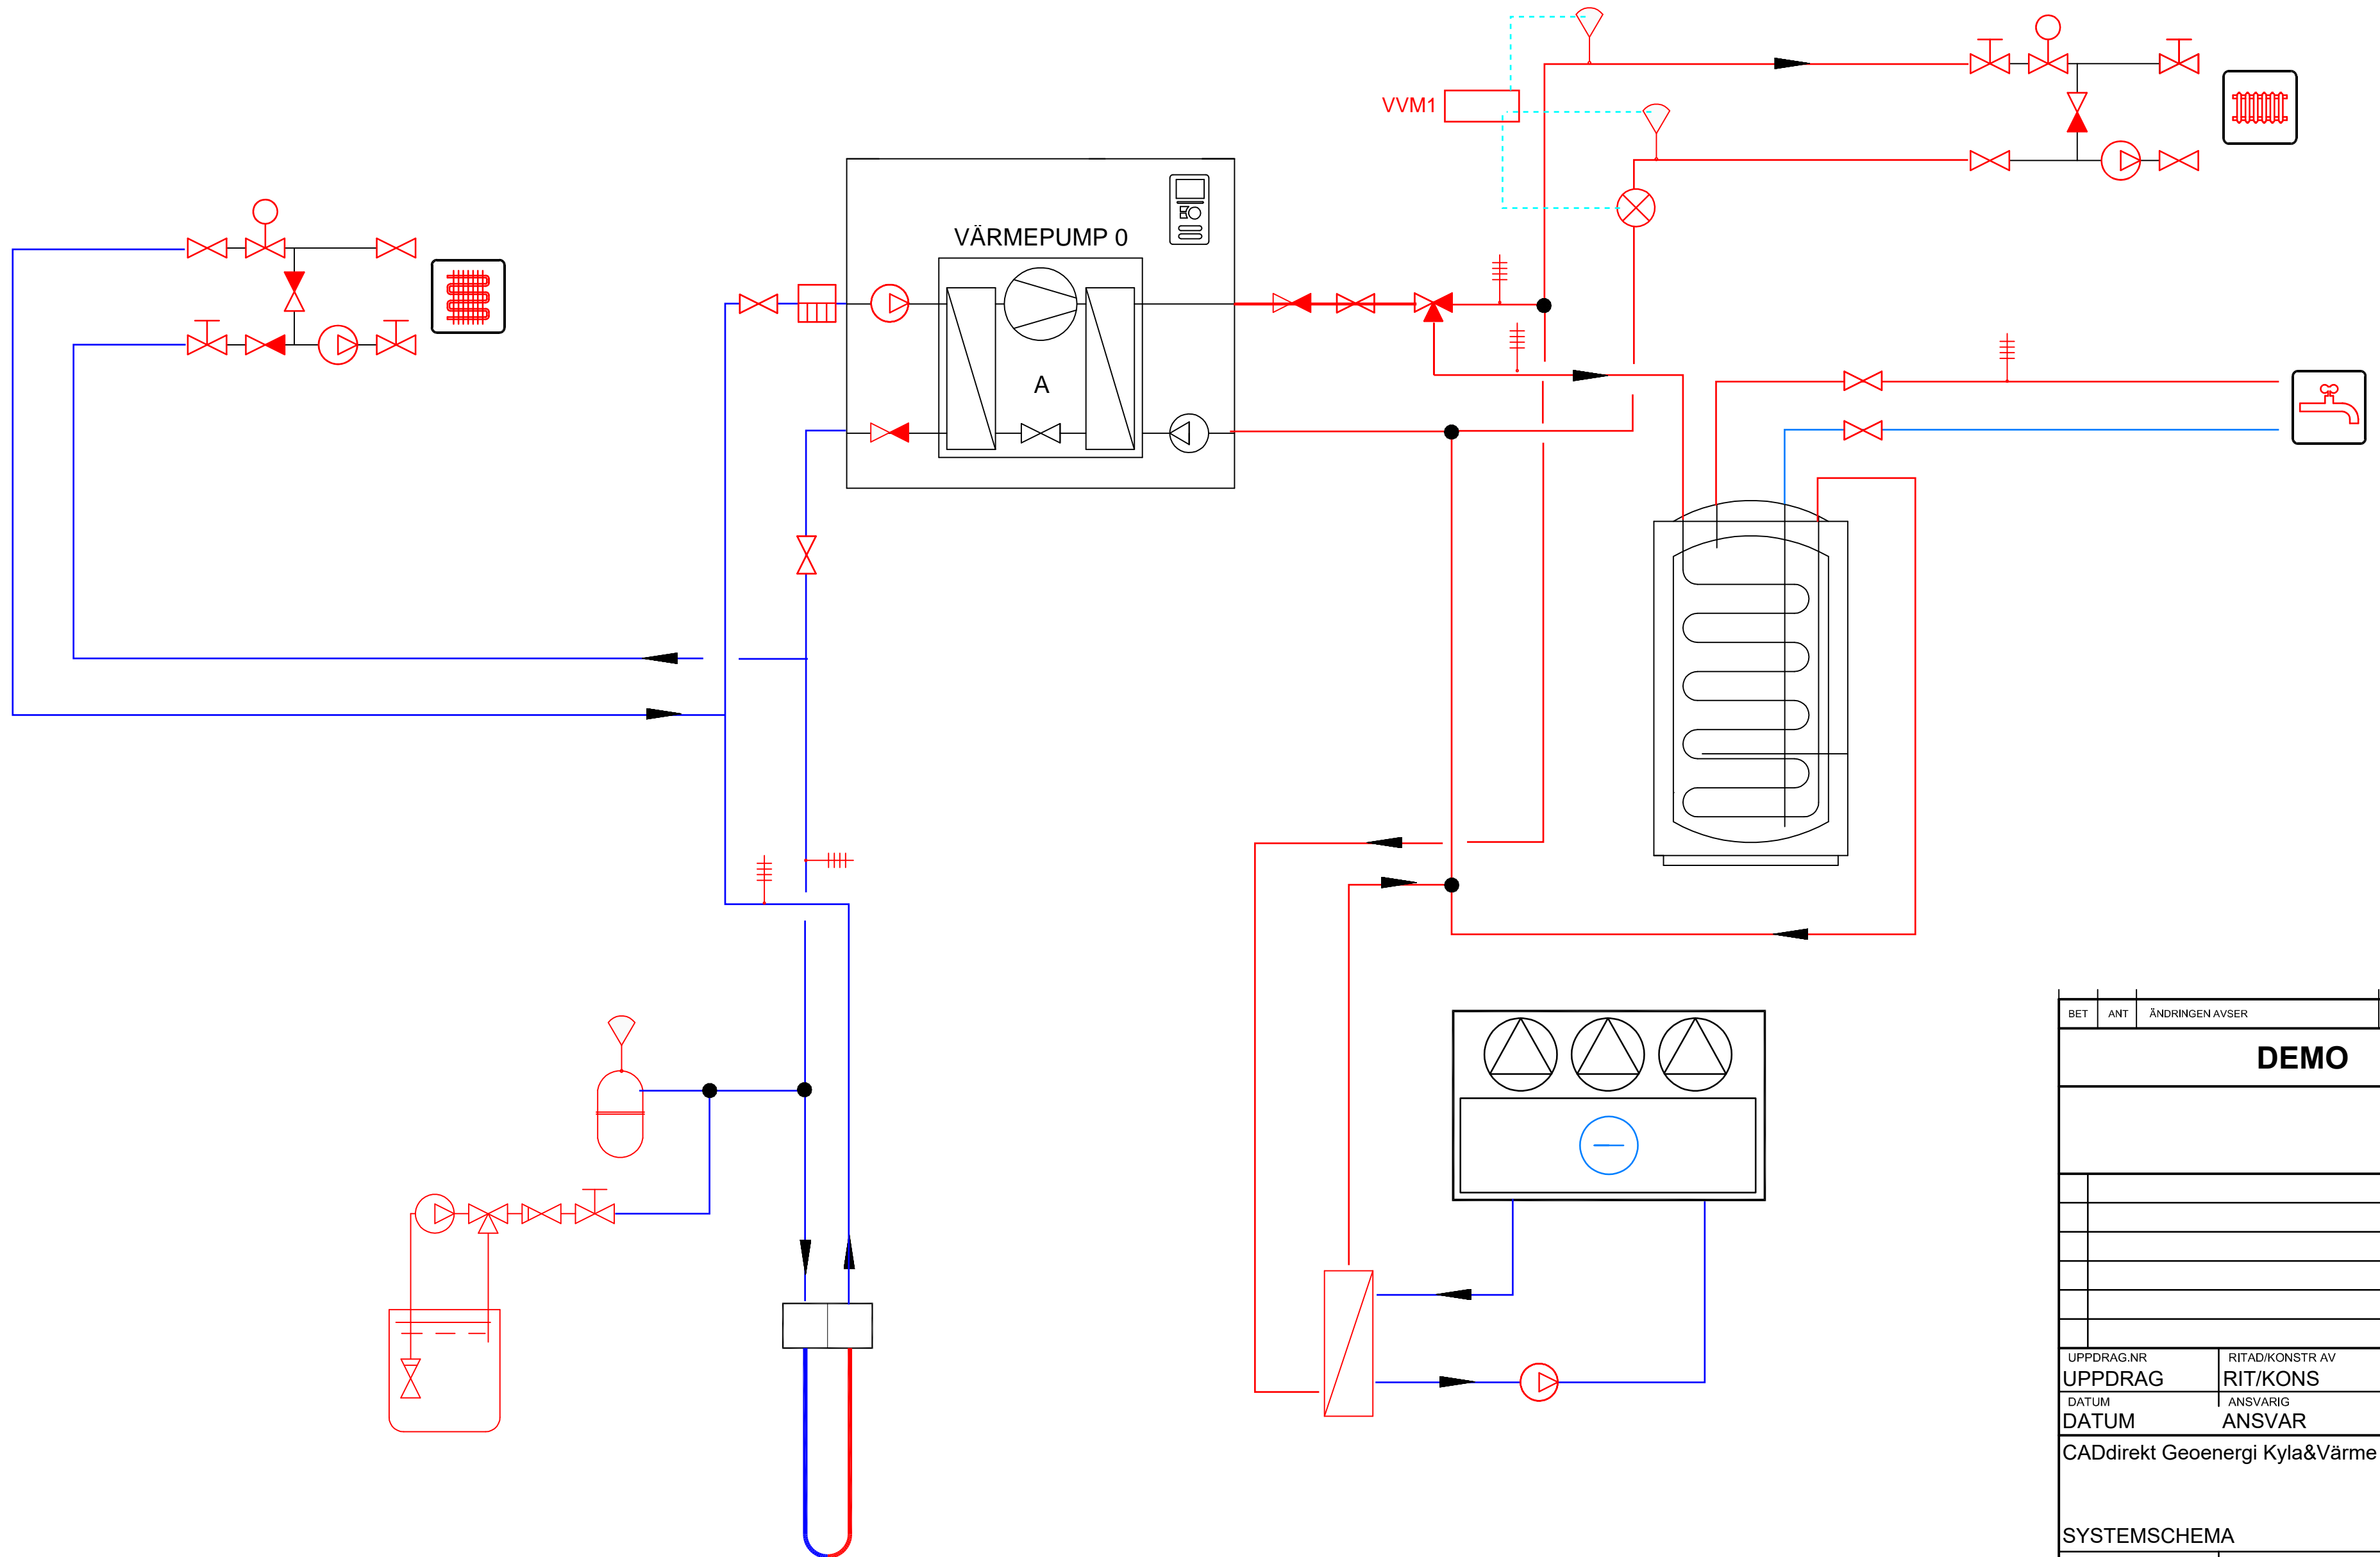 VVM1
VÄRMEPUMP 0
A
BET ANT ÄNDRINGEN AVSER
DEMO
UPPDRAG.NR RITAD/KONSTR AV
UPPDRAG RIT/KONS
DATUM ANSVARIG
DATUM ANSVAR
CADdirekt Geoenergi Kyla&Värme
SYSTEMSCHEMA